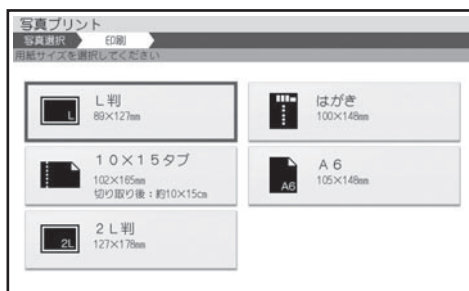 写真プリント
写真選択 印刷
用紙サイズを選択してください
L L判
89×127mm
はがき
100×148mm
10×15タブ
102×165mm
切り取り後：約10×15cm
A6 A6
105×148mm
2L 2L判
127×178mm